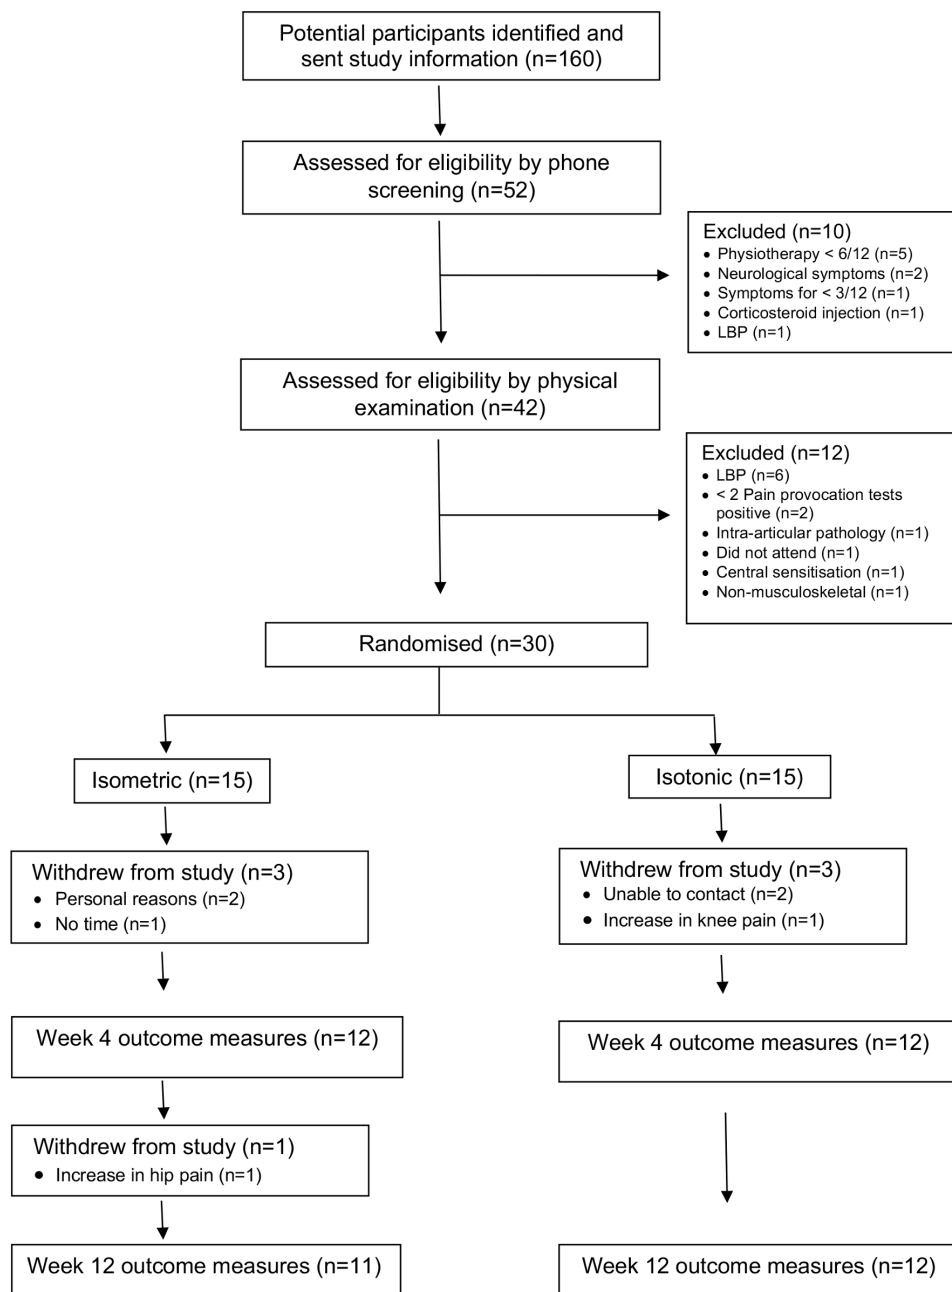 Potential participants identified and
sent study information (n=160)
Assessed for eligibility by phone
screening (n=52)
Excluded (n=10)
• Physiotherapy < 6/12 (n=5)
• Neurological symptoms (n=2)
• Symptoms for < 3/12 (n=1)
• Corticosteroid injection (n=1)
• LBP (n=1)
Assessed for eligibility by physical
examination (n=42)
Excluded (n=12)
• LBP (n=6)
• < 2 Pain provocation tests
positive (n=2)
• Intra-articular pathology (n=1)
• Did not attend (n=1)
• Central sensitisation (n=1)
• Non-musculoskeletal (n=1)
Randomised (n=30)
Isometric (n=15)
Isotonic (n=15)
Withdrew from study (n=3)
• Personal reasons (n=2)
• No time (n=1)
Withdrew from study (n=3)
• Unable to contact (n=2)
• Increase in knee pain (n=1)
Week 4 outcome measures (n=12)
Week 4 outcome measures (n=12)
Withdrew from study (n=1)
• Increase in hip pain (n=1)
Week 12 outcome measures (n=11)
Week 12 outcome measures (n=12)